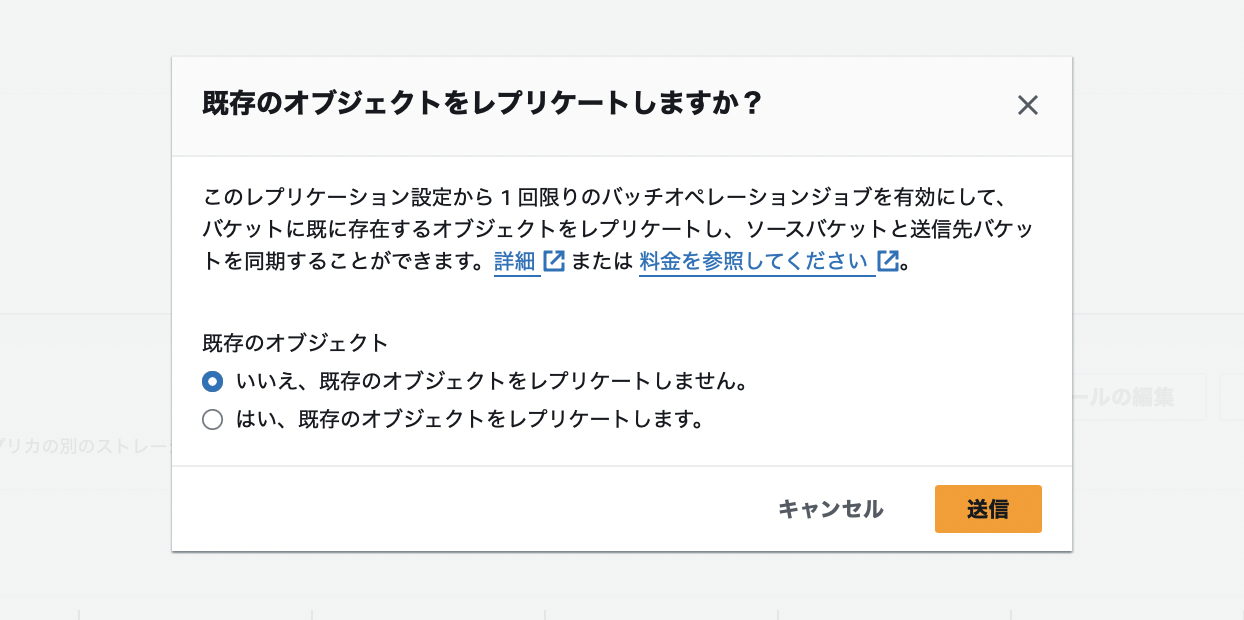 既存のオブジェクトをレプリケートしますか？
このレプリケーション設定から 1 回限りのバッチオペレーションジョブを有効にして、
バケットに既に存在するオブジェクトをレプリケートし、ソースバケットと送信先バケッ
トを同期することができます。詳細 または 料金を参照してください 。
既存のオブジェクト
いいえ、既存のオブジェクトをレプリケートしません。
ールの編集
はい、既存のオブジェクトをレプリケートします。
プリカの別のストレー
キャンセル
送信